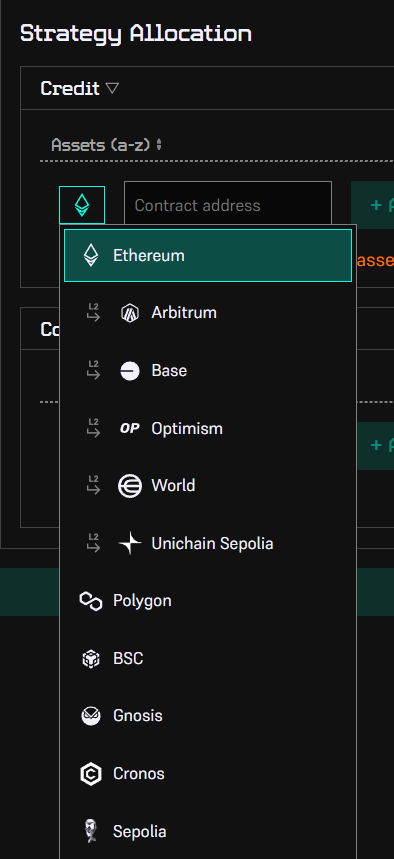 Strategy Allocation
Credit
Assets (a-z)
Contract address
+
Ethereum
asse
L2 Arbitrum
Co
L2 Base
L2 OP Optimism
+
L2 World
L2 Unichain Sepolia
Polygon
BSC
Gnosis
Cronos
Sepolia